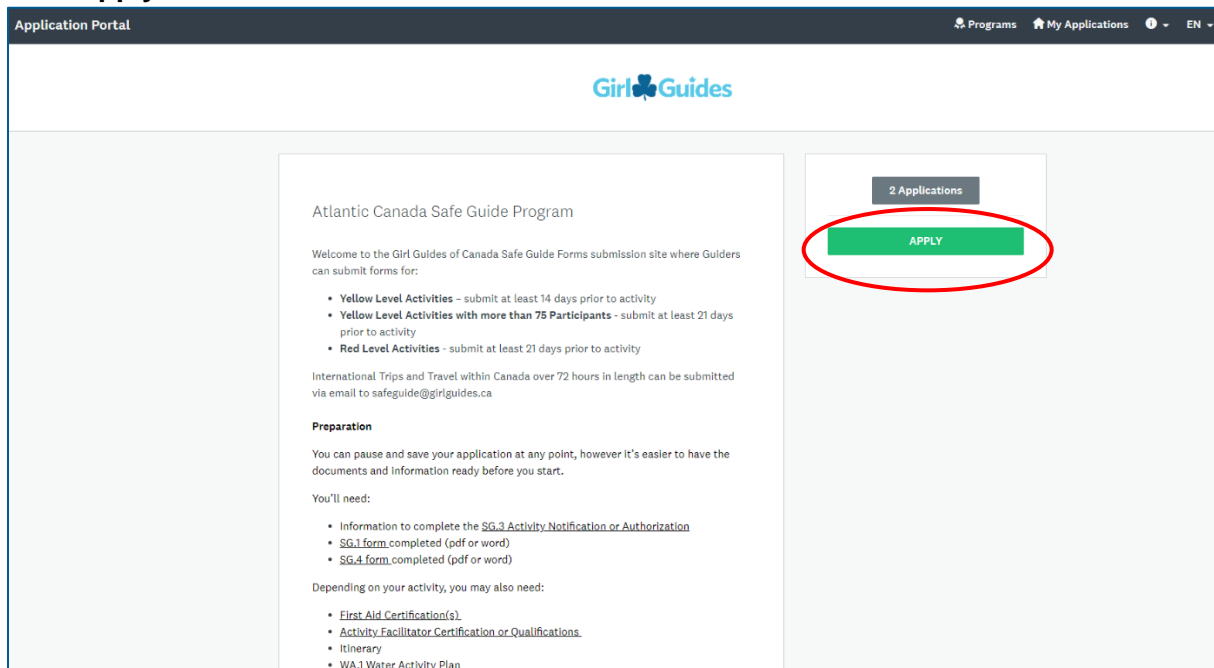 Application Portal
Programs My Applications EN
Girl Guides
2 Applications
APPLY
Atlantic Canada Safe Guide Program
Welcome to the Girl Guides of Canada Safe Guide Forms submission site where Guiders
can submit forms for:
• Yellow Level Activities – submit at least 14 days prior to activity
• Yellow Level Activities with more than 75 Participants - submit at least 21 days
prior to activity
• Red Level Activities - submit at least 21 days prior to activity
International Trips and Travel within Canada over 72 hours in length can be submitted
via email to safeguide@girlguides.ca
Preparation
You can pause and save your application at any point, however it's easier to have the
documents and information ready before you start.
You'll need:
• Information to complete the SG.3 Activity Notification or Authorization
• SG.1 form completed (pdf or word)
• SG.4 form completed (pdf or word)
Depending on your activity, you may also need:
• First Aid Certification(s)
• Activity Facilitator Certification or Qualifications
• Itinerary
• WA.1 Water Activity Plan